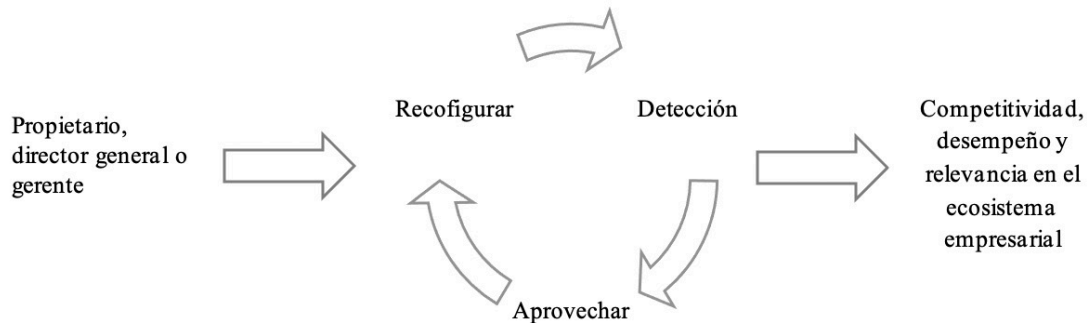 Propietario,
director general o
gerente
Recofigurar
Detección
Aprovechar
Competitividad,
desempeño y
relevancia en el
ecosistema
empresarial